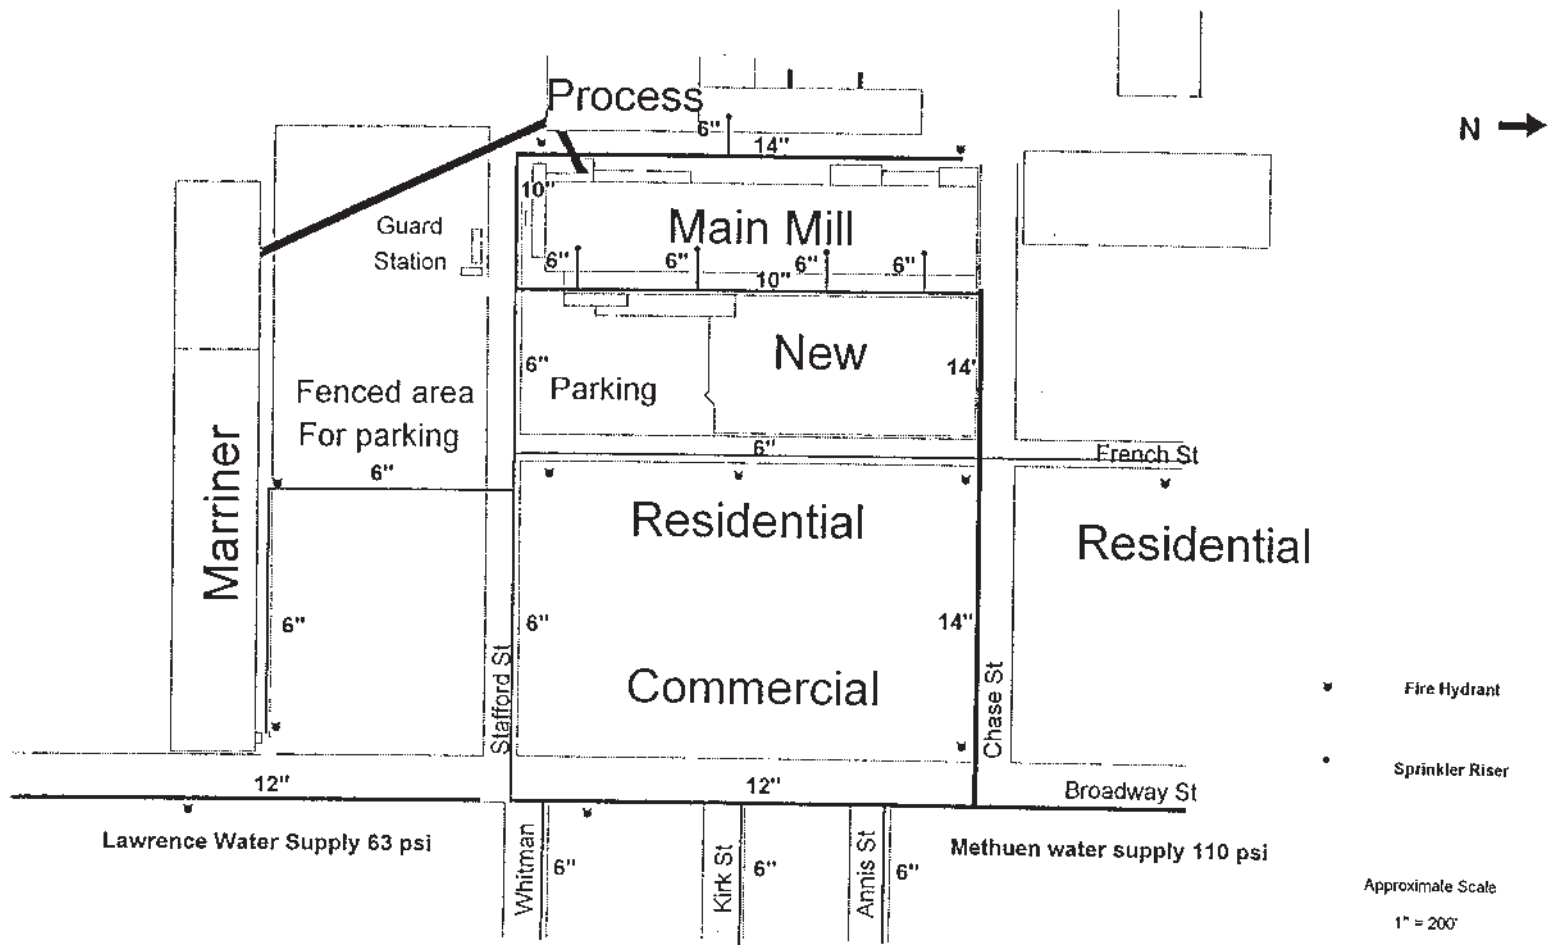 Process
6"
14"
N
10"
Main Mill
Guard
Station
6"
6"
6"
6"
10"
New
6"
14'
Parking
Fenced area
For parking
6"
6"
French St
Marriner
Residential
Residential
6"
6"
14"
Stafford St
Commercial
Chase St
Fire Hydrant
Sprinkler Riser
12"
12"
Broadway St
Lawrence Water Supply 63 psi
Methuen water supply 110 psi
Whitman
6"
Kirk St
6"
Annis St
6"
Approximate Scale
1" = 200'